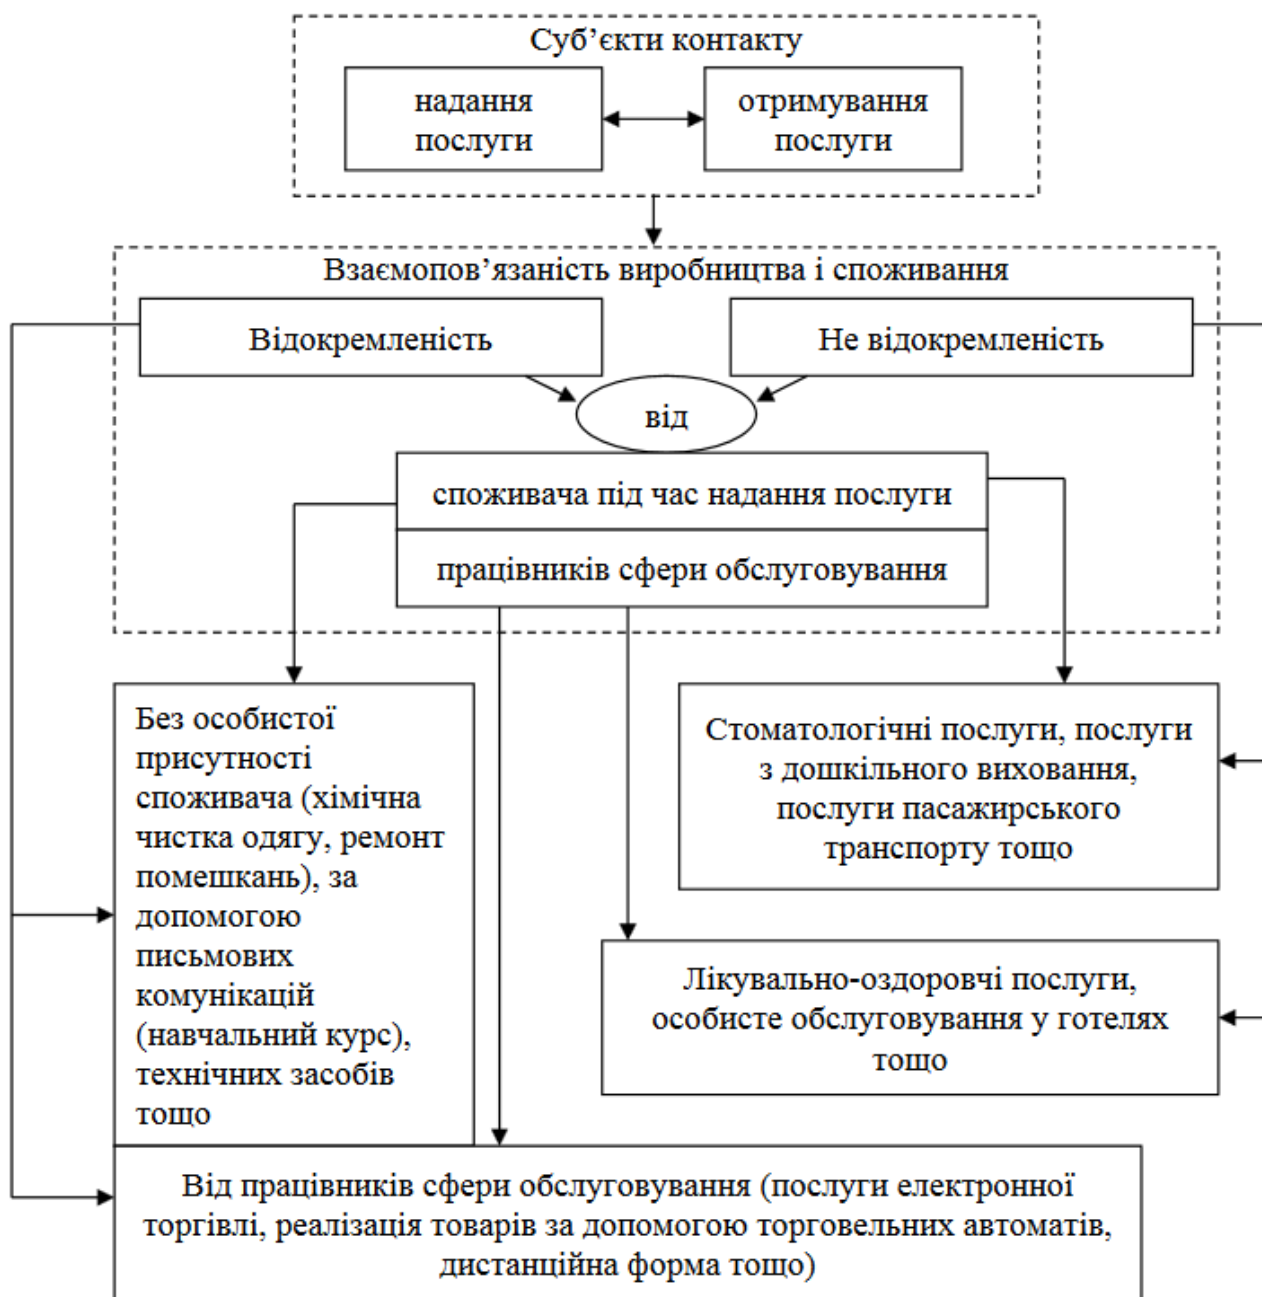 Суб’єкти контакту
надання
послуги
отримування
послуги
Взаємопов’язаність виробництва і споживання
Відокремленість
Не відокремленість
від
споживача під час надання послуги
працівників сфери обслуговування
Без особистої
присутності
споживача (хімічна
чистка одягу, ремонт
помешкань), за
допомогою
письмових
комунікацій
(навчальний курс),
технічних засобів
тощо
Стоматологічні послуги, послуги
з дошкільного виховання,
послуги пасажирського
транспорту тощо
Лікувально-оздоровчі послуги,
особисте обслуговування у готелях
тощо
Від працівників сфери обслуговування (послуги електронної
торгівлі, реалізація товарів за допомогою торговельних автоматів,
дистанційна форма тощо)